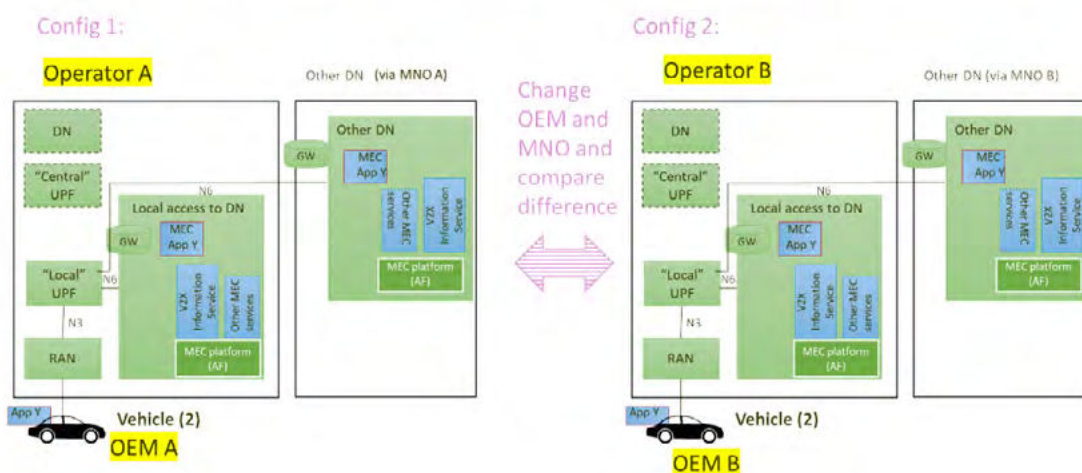 Config 1:
Operator A
Other DN (via MNO A)
DN
"Central"
UPF
Local access to DN
GW
MEC
App Y
N6
"Local"
UPF
N6
V2X
Information
Service
Other MEC
services
MEC platform
(AF)
N3
RAN
App Y
Vehicle (2)
OEM A
Other DN
GW
MEC
App Y
Other MEC
services
V2X
Information
Service
MEC platform
(AF)
Change
OEM and
MNO and
compare
difference
Config 2:
Operator B
Other DN (via MNO B)
DN
"Central"
UPF
Local access to DN
GW
MEC
App Y
N6
"Local"
UPF
N6
V2X
Information
Service
Other MEC
services
MEC platform
(AF)
N3
RAN
App Y
Vehicle (2)
OEM B
Other DN
GW
MEC
App Y
Other MEC
services
V2X
Information
Service
MEC platform
(AF)